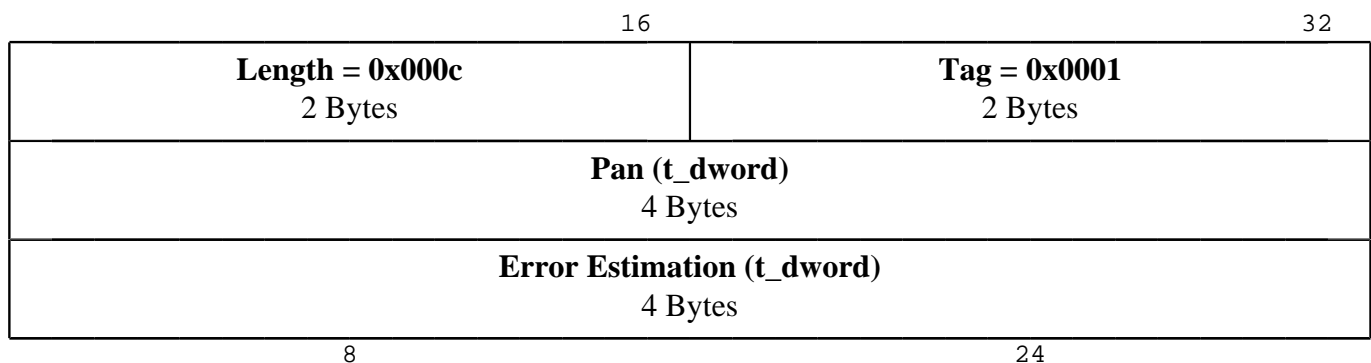 16 32
Length = 0x000c Tag = 0x0001
2 Bytes 2 Bytes
Pan (t_dword)
4 Bytes
Error Estimation (t_dword)
4 Bytes
8 24